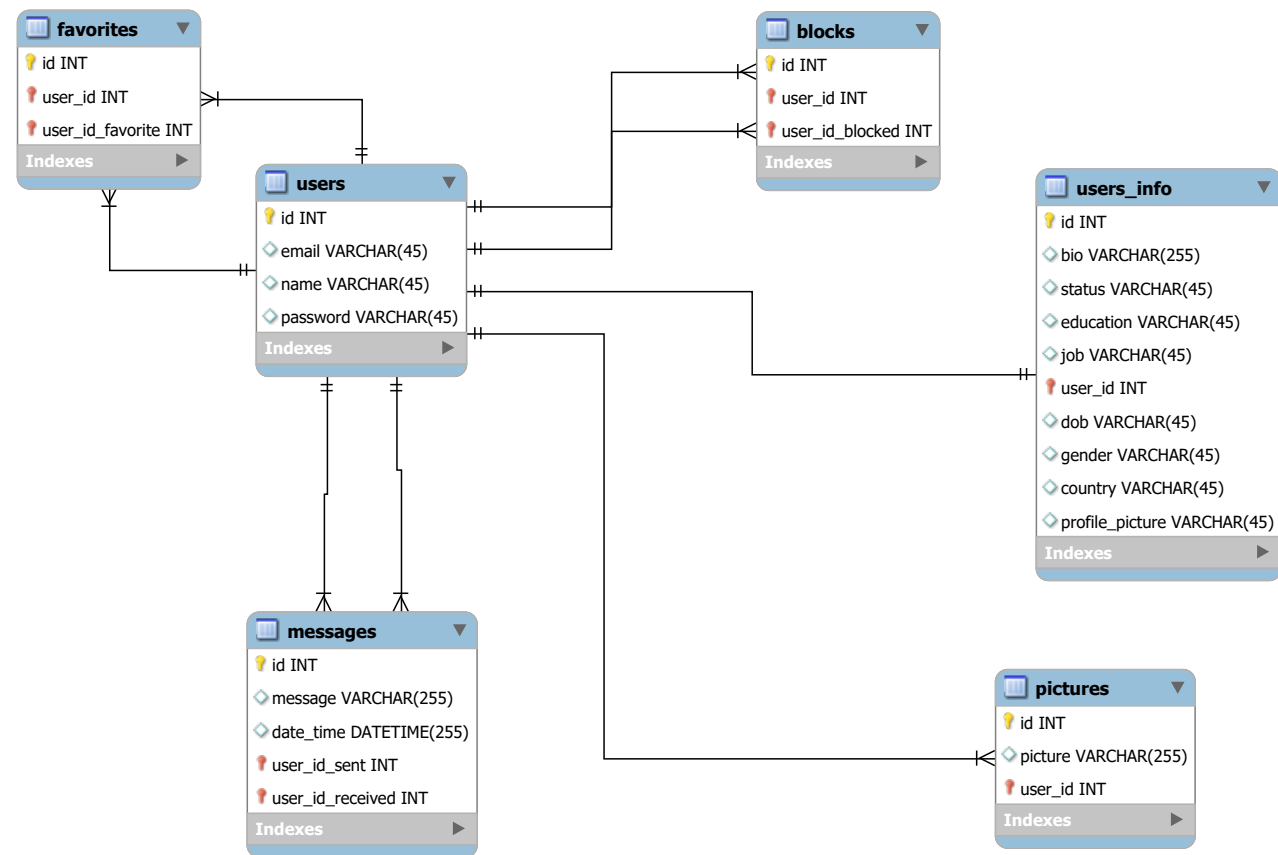 favorites
id INT
user_id INT
user_id_favorite INT
Indexes
blocks
id INT
user_id INT
user_id_blocked INT
Indexes
users
id INT
email VARCHAR(45)
name VARCHAR(45)
password VARCHAR(45)
Indexes
users_info
id INT
bio VARCHAR(255)
status VARCHAR(45)
education VARCHAR(45)
job VARCHAR(45)
user_id INT
dob VARCHAR(45)
gender VARCHAR(45)
country VARCHAR(45)
profile_picture VARCHAR(45)
Indexes
messages
id INT
message VARCHAR(255)
date_time DATETIME(255)
user_id_sent INT
user_id_received INT
Indexes
pictures
id INT
picture VARCHAR(255)
user_id INT
Indexes